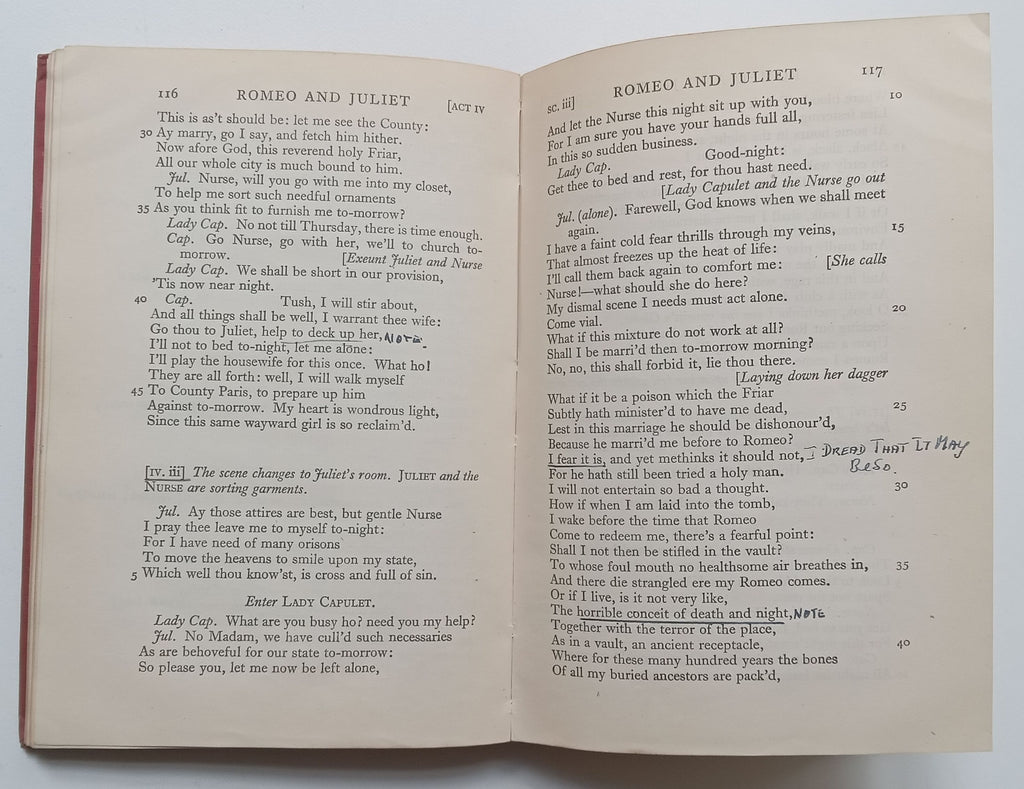 116 ROMEO AND JULIET [ACT IV
This is as't should be: let me see the County:
30 Ay marry, go I say, and fetch him hither.
Now afore God, this reverend holy Friar,
All our whole city is much bound to him.
Jul. Nurse, will you go with me into my closet,
To help me sort such needful ornaments
35 As you think fit to furnish me to-morrow?
Lady Cap. No not till Thursday, there is time enough.
Cap. Go Nurse, go with her, we'll to church to-
morrow. [Exeunt Juliet and Nurse
Lady Cap. We shall be short in our provision,
'Tis now near night.
40 Cap. Tush, I will stir about,
And all things shall be well, I warrant thee wife:
Go thou to Juliet, help to deck up her, NOTE
I'll not to bed to-night, let me alone:
I'll play the housewife for this once. What ho!
They are all forth: well, I will walk myself
45 To County Paris, to prepare up him
Against to-morrow. My heart is wondrous light,
Since this same wayward girl is so reclaim'd.
[IV. iii] The scene changes to Juliet's room. JULIET and the
NURSE are sorting garments.
Jul. Ay those attires are best, but gentle Nurse
I pray thee leave me to myself to-night:
For I have need of many orisons
To move the heavens to smile upon my state,
5 Which well thou know'st, is cross and full of sin.
Enter LADY CAPULET.
Lady Cap. What are you busy ho? need you my help?
Jul. No Madam, we have cull'd such necessaries
As are behoveful for our state to-morrow:
So please you, let me now be left alone,
sc. iii] ROMEO AND JULIET 117
And let the Nurse this night sit up with you, 10
For I am sure you have your hands full all,
In this so sudden business.
Lady Cap. Good-night:
Get thee to bed and rest, for thou hast need.
[Lady Capulet and the Nurse go out
Jul. (alone). Farewell, God knows when we shall meet
again.
I have a faint cold fear thrills through my veins, 15
That almost freezes up the heat of life:
I'll call them back again to comfort me: [She calls
Nurse!—what should she do here?
My dismal scene I needs must act alone.
Come vial. 20
What if this mixture do not work at all?
Shall I be marri'd then to-morrow morning?
No, no, this shall forbid it, lie thou there.
[Laying down her dagger
What if it be a poison which the Friar
Subtly hath minister'd to have me dead, 25
Lest in this marriage he should be dishonour'd,
Because he marri'd me before to Romeo?
I fear it is, and yet methinks it should not, I DREAD THAT IT MAY
BE SO.
For he hath still been tried a holy man.
I will not entertain so bad a thought. 30
How if when I am laid into the tomb,
I wake before the time that Romeo
Come to redeem me, there's a fearful point:
Shall I not then be stifled in the vault?
To whose foul mouth no healthsome air breathes in, 35
And there die strangled ere my Romeo comes.
Or if I live, is it not very like,
The horrible conceit of death and night, NOTE
Together with the terror of the place,
As in a vault, an ancient receptacle, 40
Where for these many hundred years the bones
Of all my buried ancestors are pack'd,